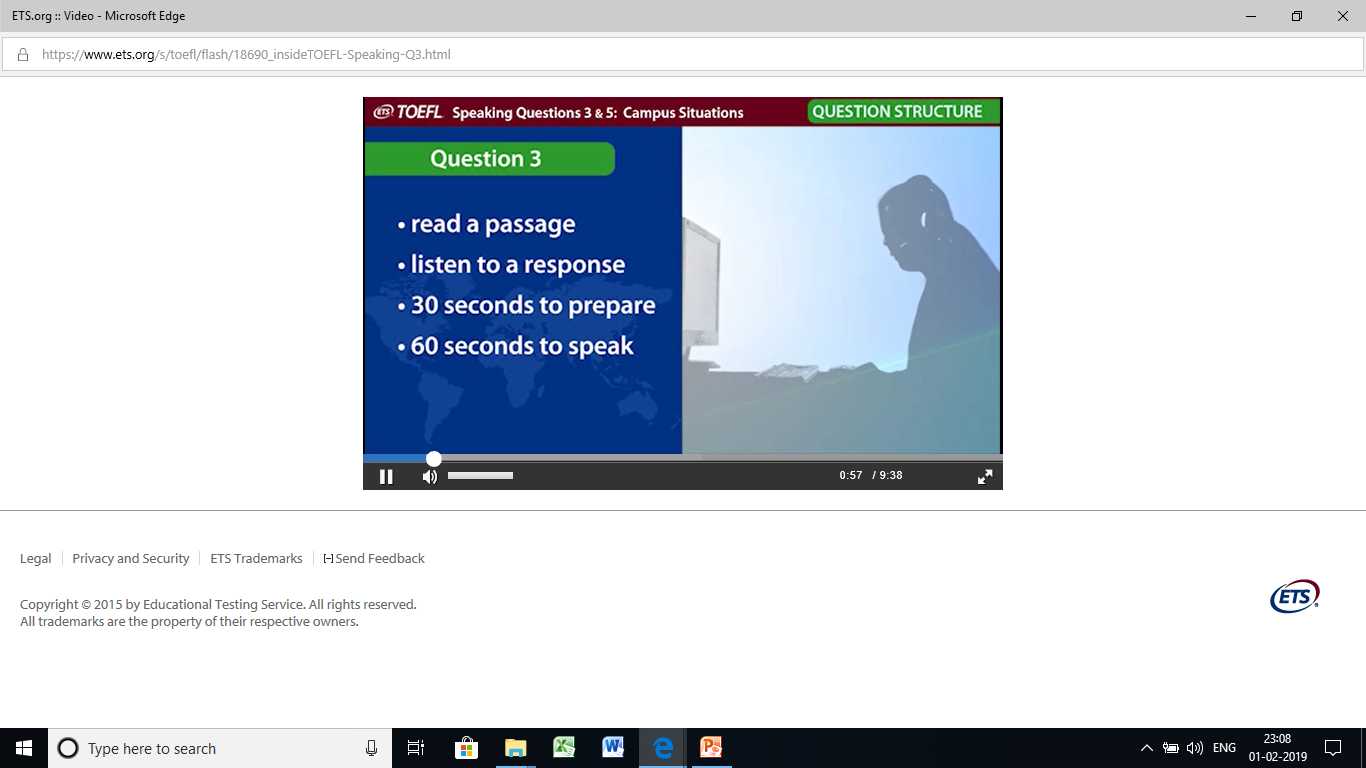 ETS.org :: Video - Microsoft Edge
https://www.ets.org/s/toefl/flash/18690_insideTOEFL-Speaking-Q3.html
ETS TOEFL Speaking Questions 3 & 5: Campus Situations QUESTION STRUCTURE
Question 3
• read a passage
• listen to a response
• 30 seconds to prepare
• 60 seconds to speak
0:57 / 9:38
Legal Privacy and Security ETS Trademarks [-] Send Feedback
Copyright © 2015 by Educational Testing Service. All rights reserved.
All trademarks are the property of their respective owners.
ETS®
Type here to search
ENG
23:08
01-02-2019